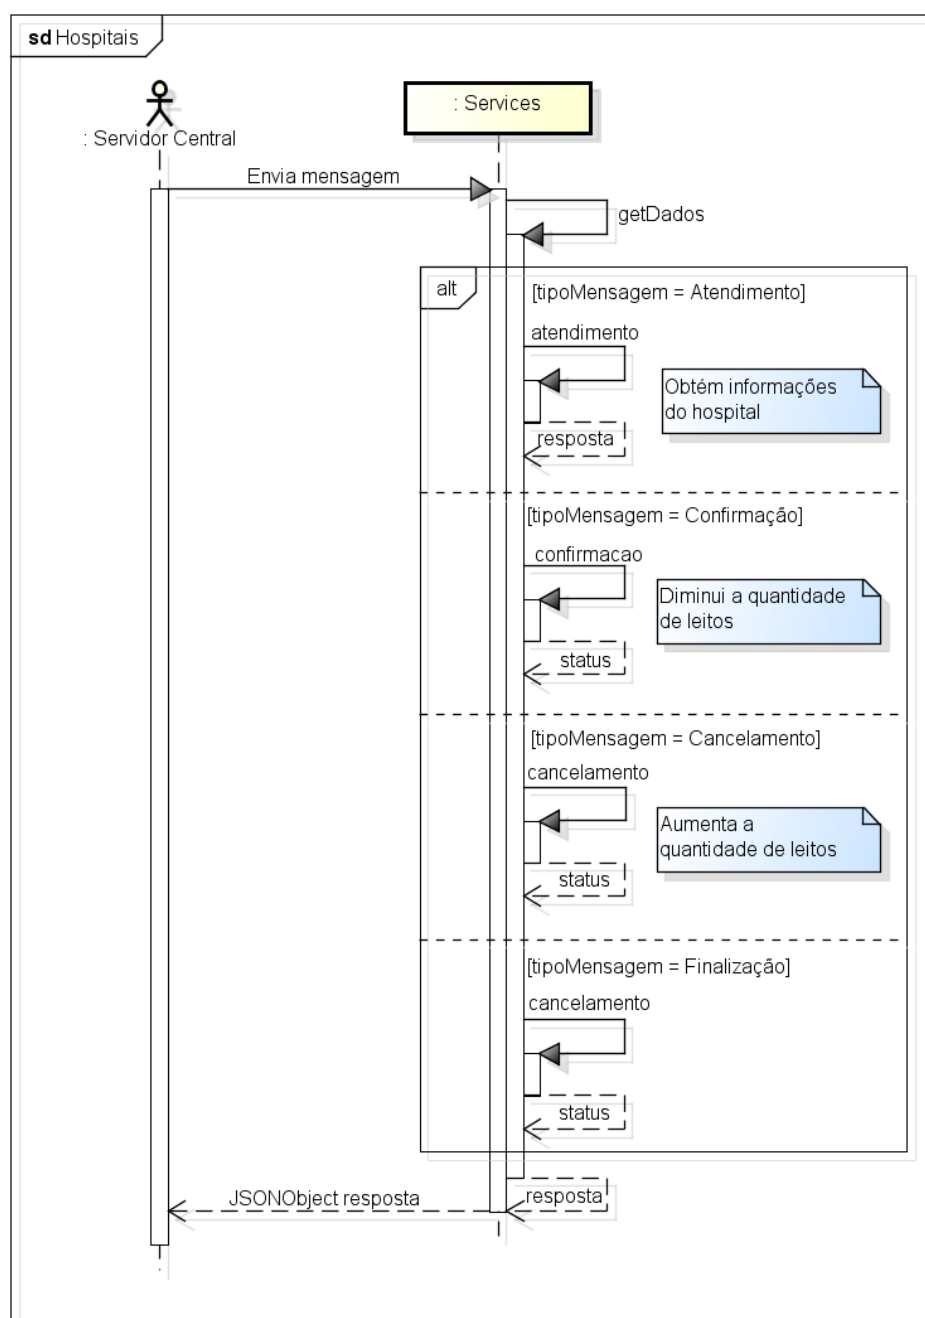 sd Hospitais
: Servidor Central
: Services
Envia mensagem
getDados
alt
[tipoMensagem = Atendimento]
atendimento
Obtém informações
do hospital
resposta
[tipoMensagem = Confirmação]
confirmacao
Diminui a quantidade
de leitos
status
[tipoMensagem = Cancelamento]
cancelamento
Aumenta a
quantidade de leitos
status
[tipoMensagem = Finalização]
cancelamento
status
JSONObject resposta
resposta